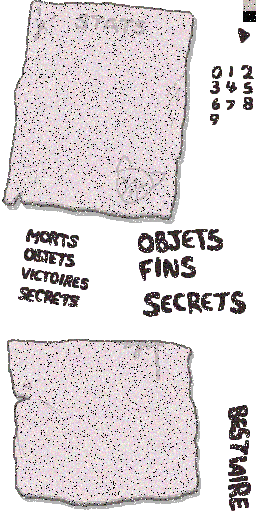 0 1 2
3 4 5
6 7 8
9
MORTS
OBJETS
VICTOIRES
SECRETS
OBJETS
FINS
SECRETS
BESTIAIRE